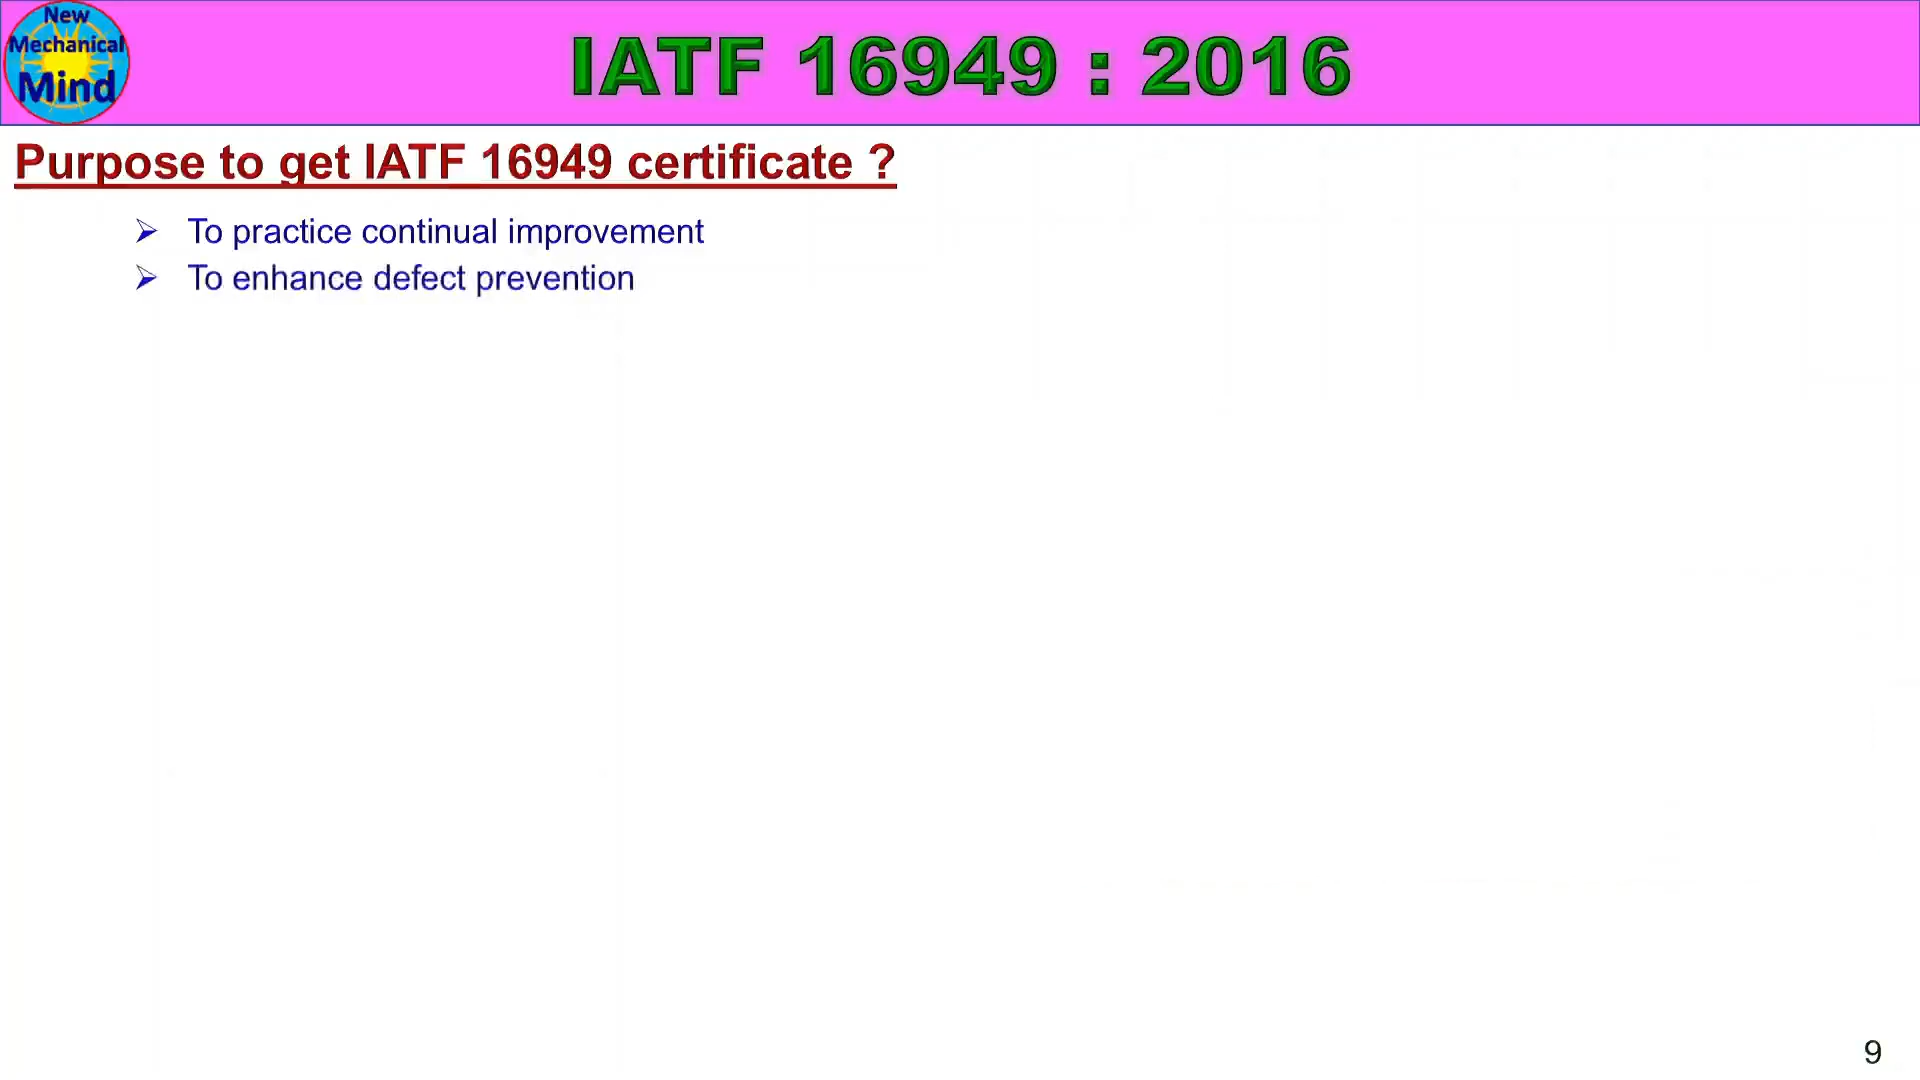 New
Mechanical
Mind
IATF 16949 : 2016
Purpose to get IATF 16949 certificate ?
➢ To practice continual improvement
➢ To enhance defect prevention
9